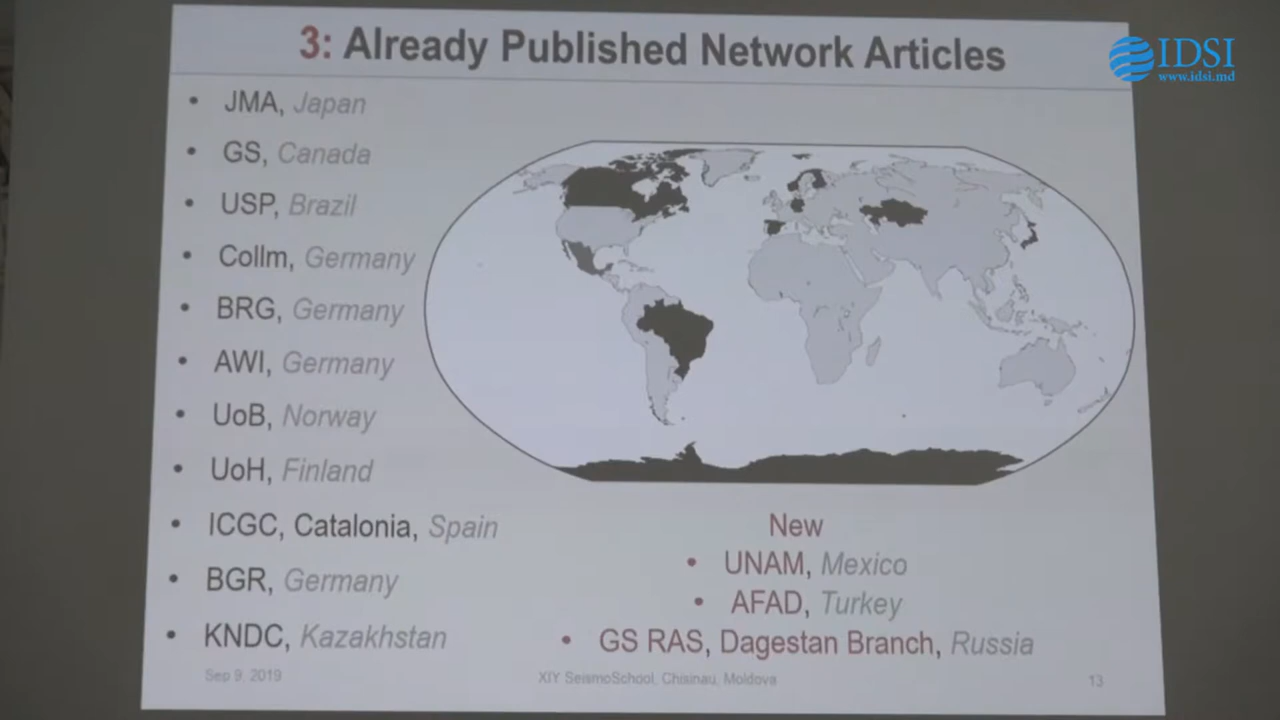 3: Already Published Network Articles
IDSI
www.idsi.md
• JMA, Japan
• GS, Canada
• USP, Brazil
• Collm, Germany
• BRG, Germany
• AWI, Germany
• UoB, Norway
• UoH, Finland
• ICGC, Catalonia, Spain
• BGR, Germany
• KNDC, Kazakhstan
New
• UNAM, Mexico
• AFAD, Turkey
• GS RAS, Dagestan Branch, Russia
Sep 9, 2019
XIY SeismoSchool, Chisinau, Moldova
13